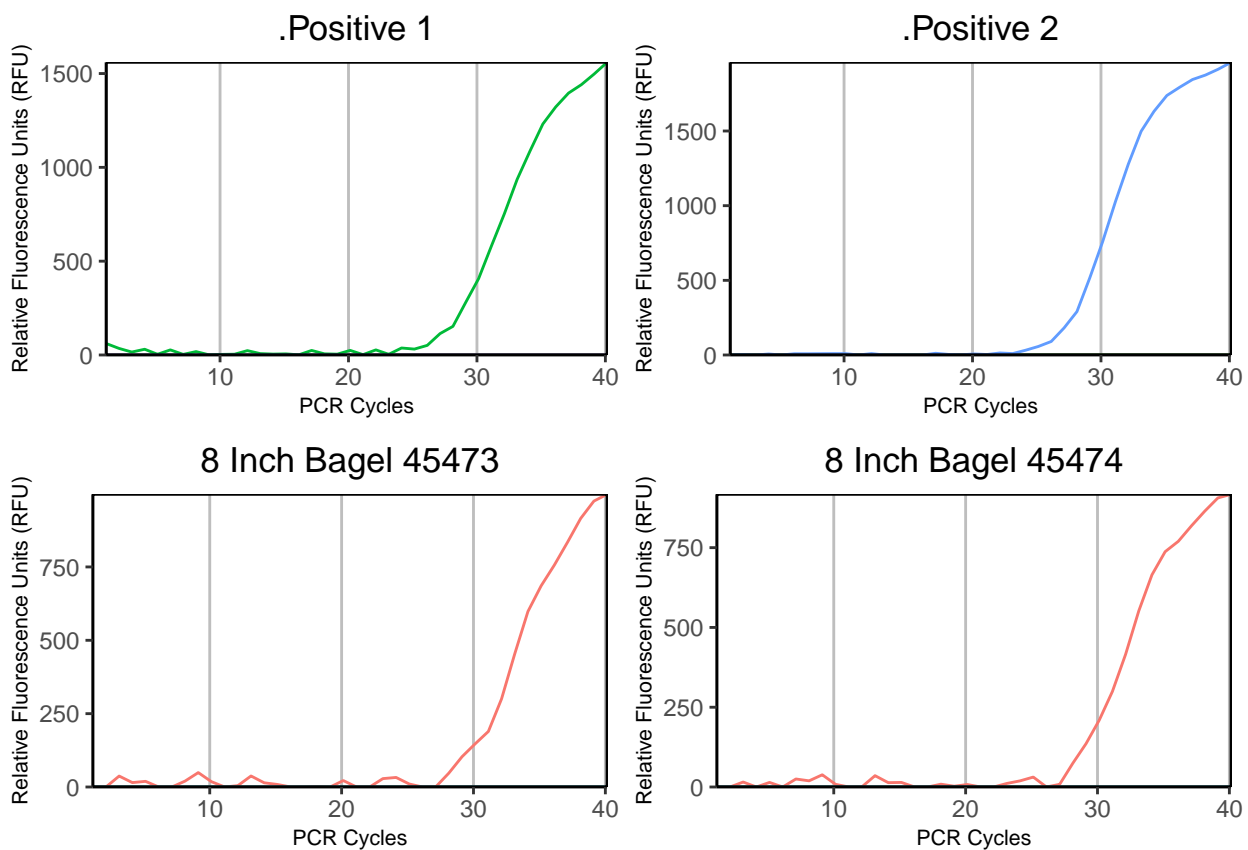 .Positive 1
Relative Fluorescence Units (RFU)
1500
1000
500
0
10 20 30 40
PCR Cycles
.Positive 2
Relative Fluorescence Units (RFU)
1500
1000
500
0
10 20 30 40
PCR Cycles
8 Inch Bagel 45473
Relative Fluorescence Units (RFU)
750
500
250
0
10 20 30 40
PCR Cycles
8 Inch Bagel 45474
Relative Fluorescence Units (RFU)
750
500
250
0
10 20 30 40
PCR Cycles